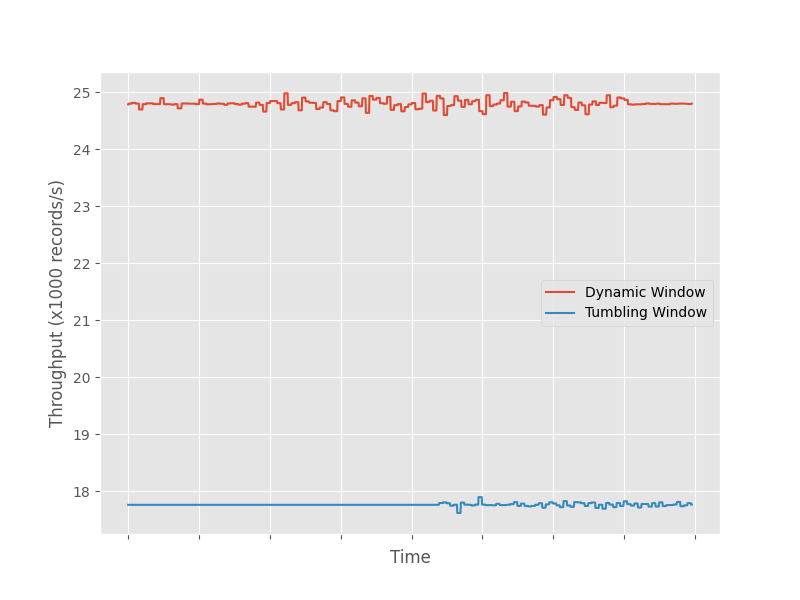 25
24
23
22
21
20
19
18
Throughput (x1000 records/s)
Dynamic Window
Tumbling Window
Time